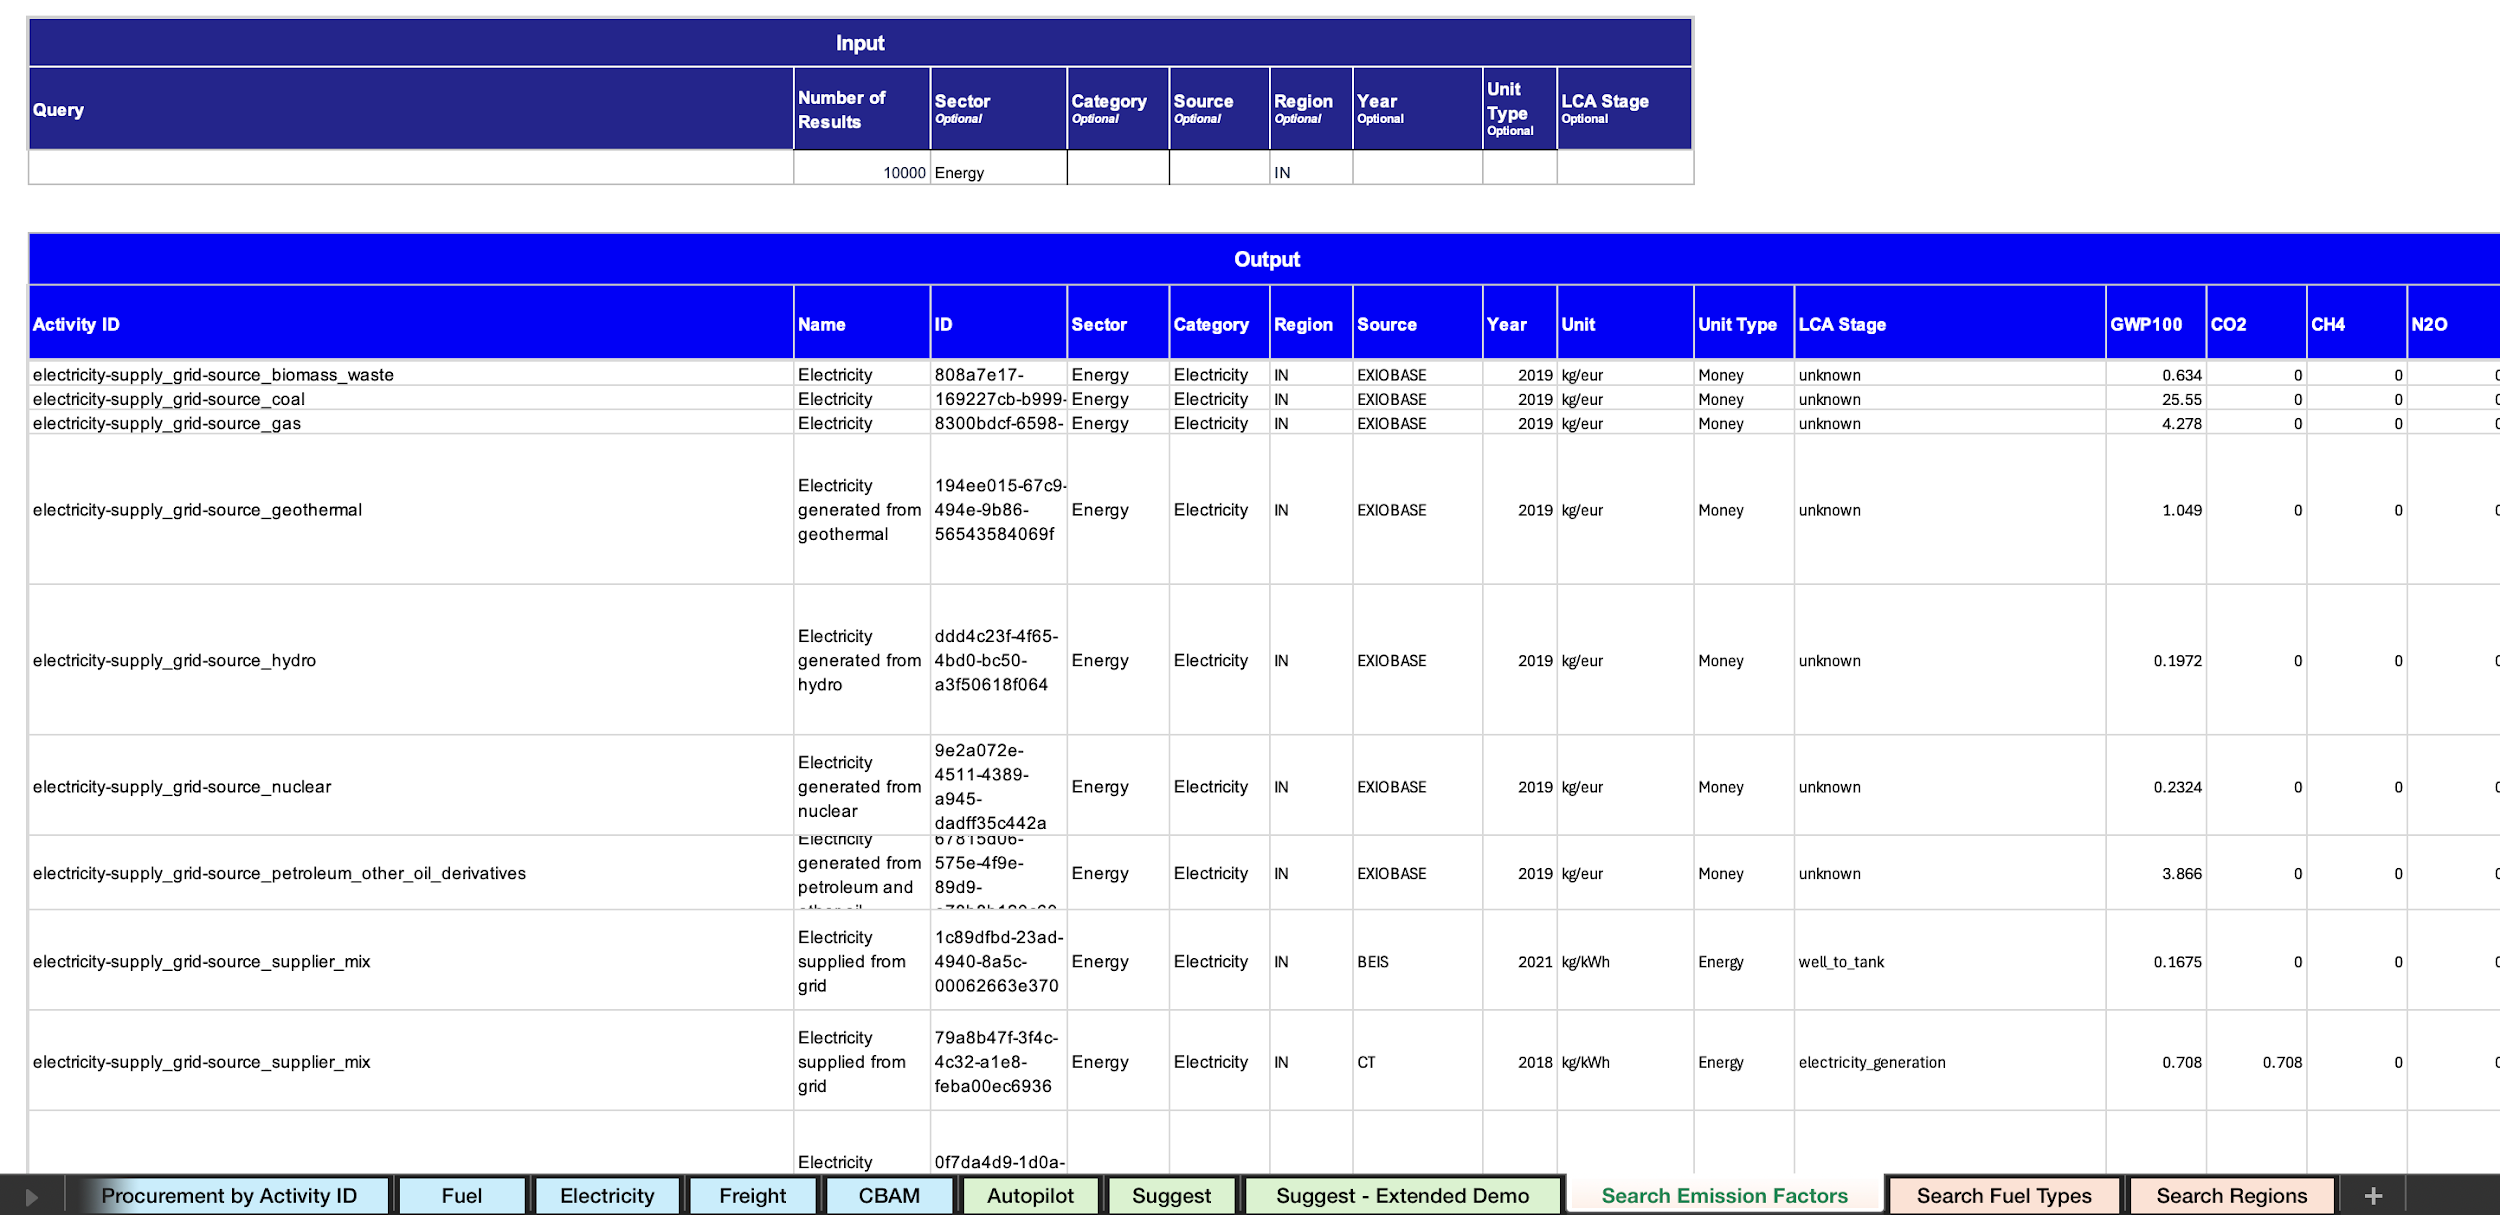 Input
Query Number of Results Sector Optional Category Optional Source Optional Region Optional Year Optional Unit Type Optional LCA Stage Optional
10000 Energy IN
Output
Activity ID Name ID Sector Category Region Source Year Unit Unit Type LCA Stage GWP100 CO2 CH4 N2O
electricity-supply_grid-source_biomass_waste Electricity 808a7e17- Energy Electricity IN EXIOBASE 2019 kg/eur Money unknown 0.634 0 0
electricity-supply_grid-source_coal Electricity 169227cb-b999- Energy Electricity IN EXIOBASE 2019 kg/eur Money unknown 25.55 0 0
electricity-supply_grid-source_gas Electricity 8300bdcf-6598- Energy Electricity IN EXIOBASE 2019 kg/eur Money unknown 4.278 0 0
electricity-supply_grid-source_geothermal Electricity generated from geothermal 194ee015-67c9-494e-9b86-56543584069f Energy Electricity IN EXIOBASE 2019 kg/eur Money unknown 1.049 0 0
electricity-supply_grid-source_hydro Electricity generated from hydro ddd4c23f-4f65-4bd0-bc50-a3f50618f064 Energy Electricity IN EXIOBASE 2019 kg/eur Money unknown 0.1972 0 0
electricity-supply_grid-source_nuclear Electricity generated from nuclear 9e2a072e-4511-4389-a945-dadff35c442a Energy Electricity IN EXIOBASE 2019 kg/eur Money unknown 0.2324 0 0
electricity-supply_grid-source_petroleum_other_oil_derivatives Electricity generated from petroleum and 67815d06-575e-4f9e-89d9- Energy Electricity IN EXIOBASE 2019 kg/eur Money unknown 3.866 0 0
electricity-supply_grid-source_supplier_mix Electricity supplied from grid 1c89dfbd-23ad-4940-8a5c-00062663e370 Energy Electricity IN BEIS 2021 kg/kWh Energy well_to_tank 0.1675 0 0
electricity-supply_grid-source_supplier_mix Electricity supplied from grid 79a8b47f-3f4c-4c32-a1e8-feba00ec6936 Energy Electricity IN CT 2018 kg/kWh Energy electricity_generation 0.708 0.708 0
Electricity 0f7da4d9-1d0a-
Procurement by Activity ID Fuel Electricity Freight CBAM Autopilot Suggest Suggest - Extended Demo Search Emission Factors Search Fuel Types Search Regions +